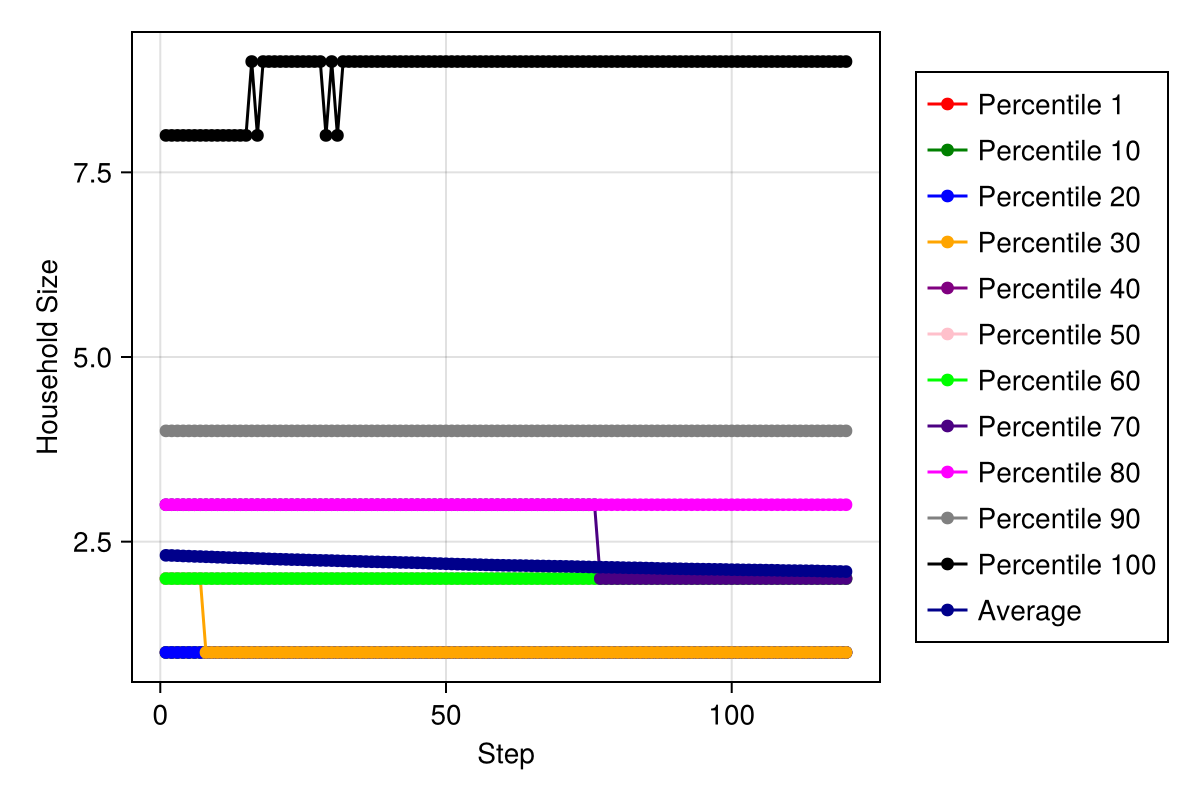 7.5
5.0
2.5
Household Size
0
50
100
Step
Percentile 1
Percentile 10
Percentile 20
Percentile 30
Percentile 40
Percentile 50
Percentile 60
Percentile 70
Percentile 80
Percentile 90
Percentile 100
Average